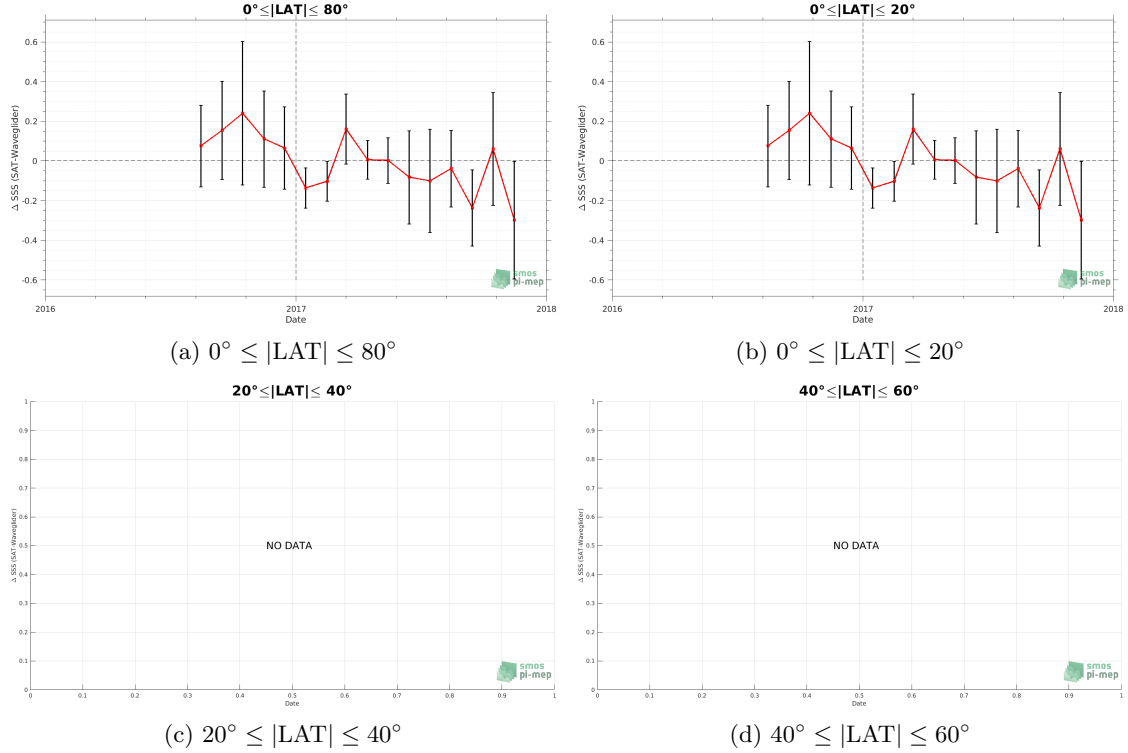 0°≤|LAT|≤ 80°
0.6
0.4
0.2
0
-0.2
-0.4
-0.6
Δ SSS (SAT-Waveglider)
2016
2017
2018
Date
smos
pi-mep
(a) 0° ≤ |LAT| ≤ 80°
0°≤|LAT|≤ 20°
0.6
0.4
0.2
0
-0.2
-0.4
-0.6
Δ SSS (SAT-Waveglider)
2016
2017
2018
Date
smos
pi-mep
(b) 0° ≤ |LAT| ≤ 20°
20°≤|LAT|≤ 40°
1
0.9
0.8
0.7
0.6
0.5
0.4
0.3
0.2
0.1
0
Δ SSS (SAT-Waveglider)
NO DATA
0 0.1 0.2 0.3 0.4 0.5 0.6 0.7 0.8 0.9 1
Date
smos
pi-mep
(c) 20° ≤ |LAT| ≤ 40°
40°≤|LAT|≤ 60°
1
0.9
0.8
0.7
0.6
0.5
0.4
0.3
0.2
0.1
0
Δ SSS (SAT-Waveglider)
NO DATA
0 0.1 0.2 0.3 0.4 0.5 0.6 0.7 0.8 0.9 1
Date
smos
pi-mep
(d) 40° ≤ |LAT| ≤ 60°